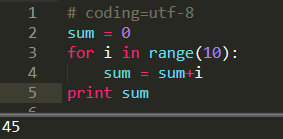 1 # coding=utf-8
2 sum = 0
3 for i in range(10):
4     sum = sum+i
5 print sum
6
45